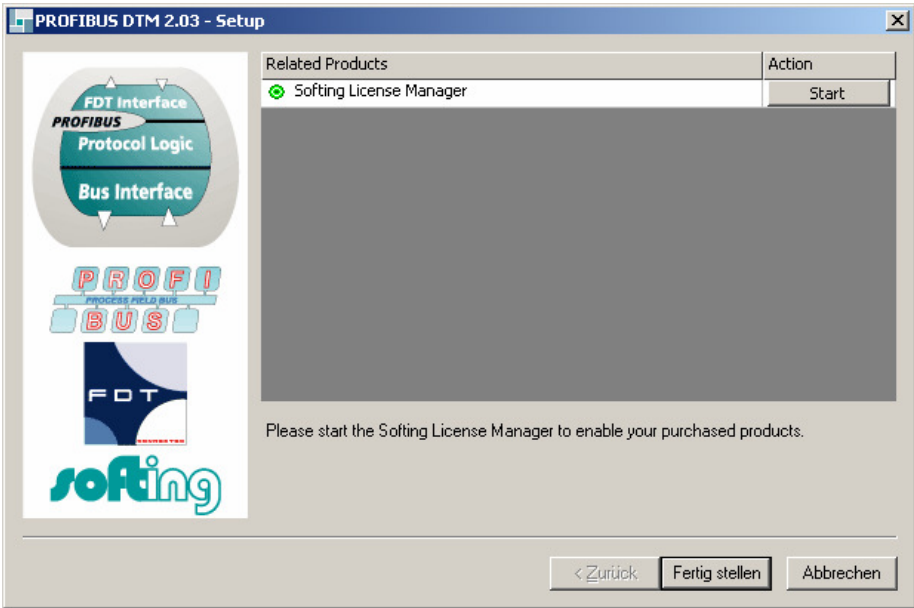 PROFIBUS DTM 2.03 - Setup
FDT Interface
PROFIBUS
Protocol Logic
Bus Interface
PROFI
PROCESS FIELD BUS
BUS
FDT
softing
Related Products Action
Softing License Manager Start
Please start the Softing License Manager to enable your purchased products.
< Zurück Fertig stellen Abbrechen